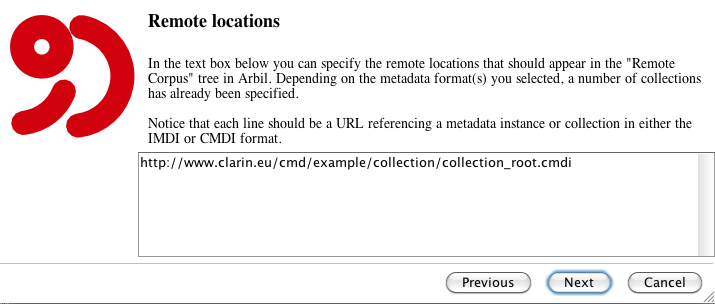 Remote locations
In the text box below you can specify the remote locations that should appear in the "Remote
Corpus" tree in Arbil. Depending on the metadata format(s) you selected, a number of collections
has already been specified.
Notice that each line should be a URL referencing a metadata instance or collection in either the
IMDI or CMDI format.
http://www.clarin.eu/cmd/example/collection/collection_root.cmdi
Previous Next Cancel